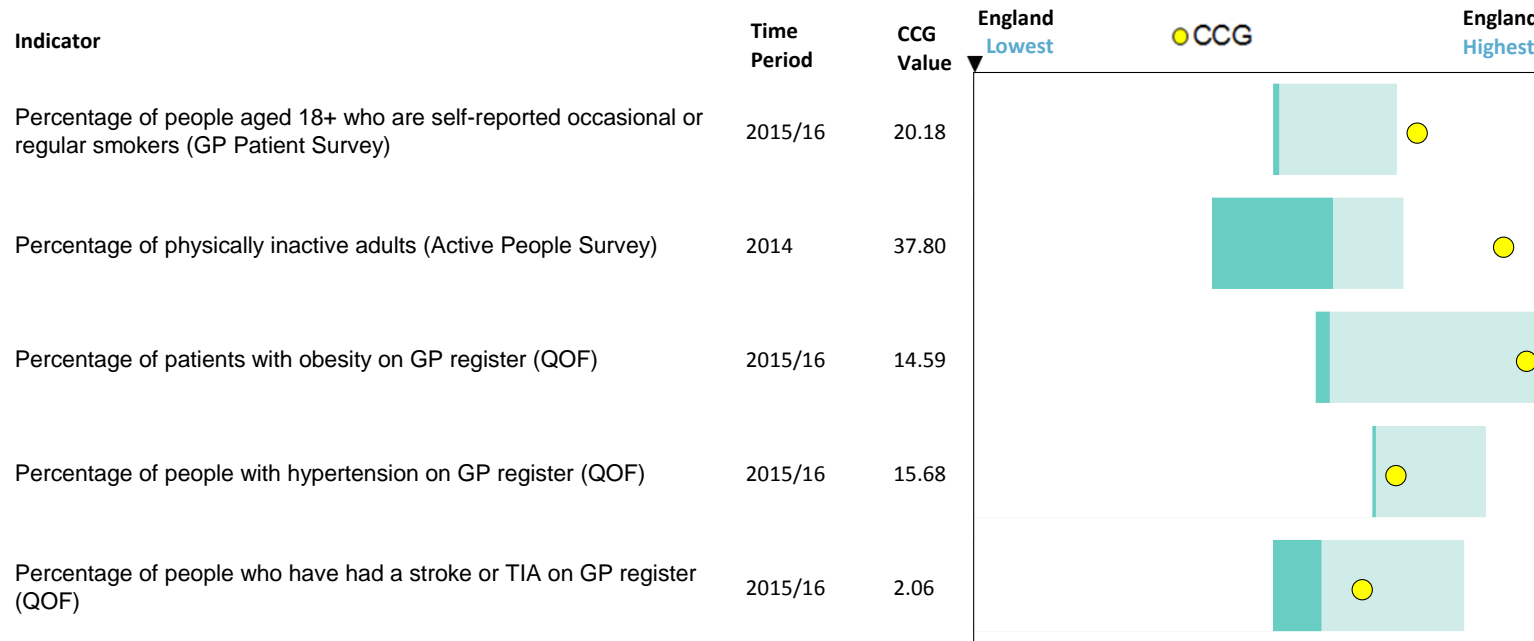 Indicator
Time Period
CCG Value
England Lowest
CCG
England Highest
Percentage of people aged 18+ who are self-reported occasional or
regular smokers (GP Patient Survey)
2015/16
20.18
Percentage of physically inactive adults (Active People Survey)
2014
37.80
Percentage of patients with obesity on GP register (QOF)
2015/16
14.59
Percentage of people with hypertension on GP register (QOF)
2015/16
15.68
Percentage of people who have had a stroke or TIA on GP register
(QOF)
2015/16
2.06